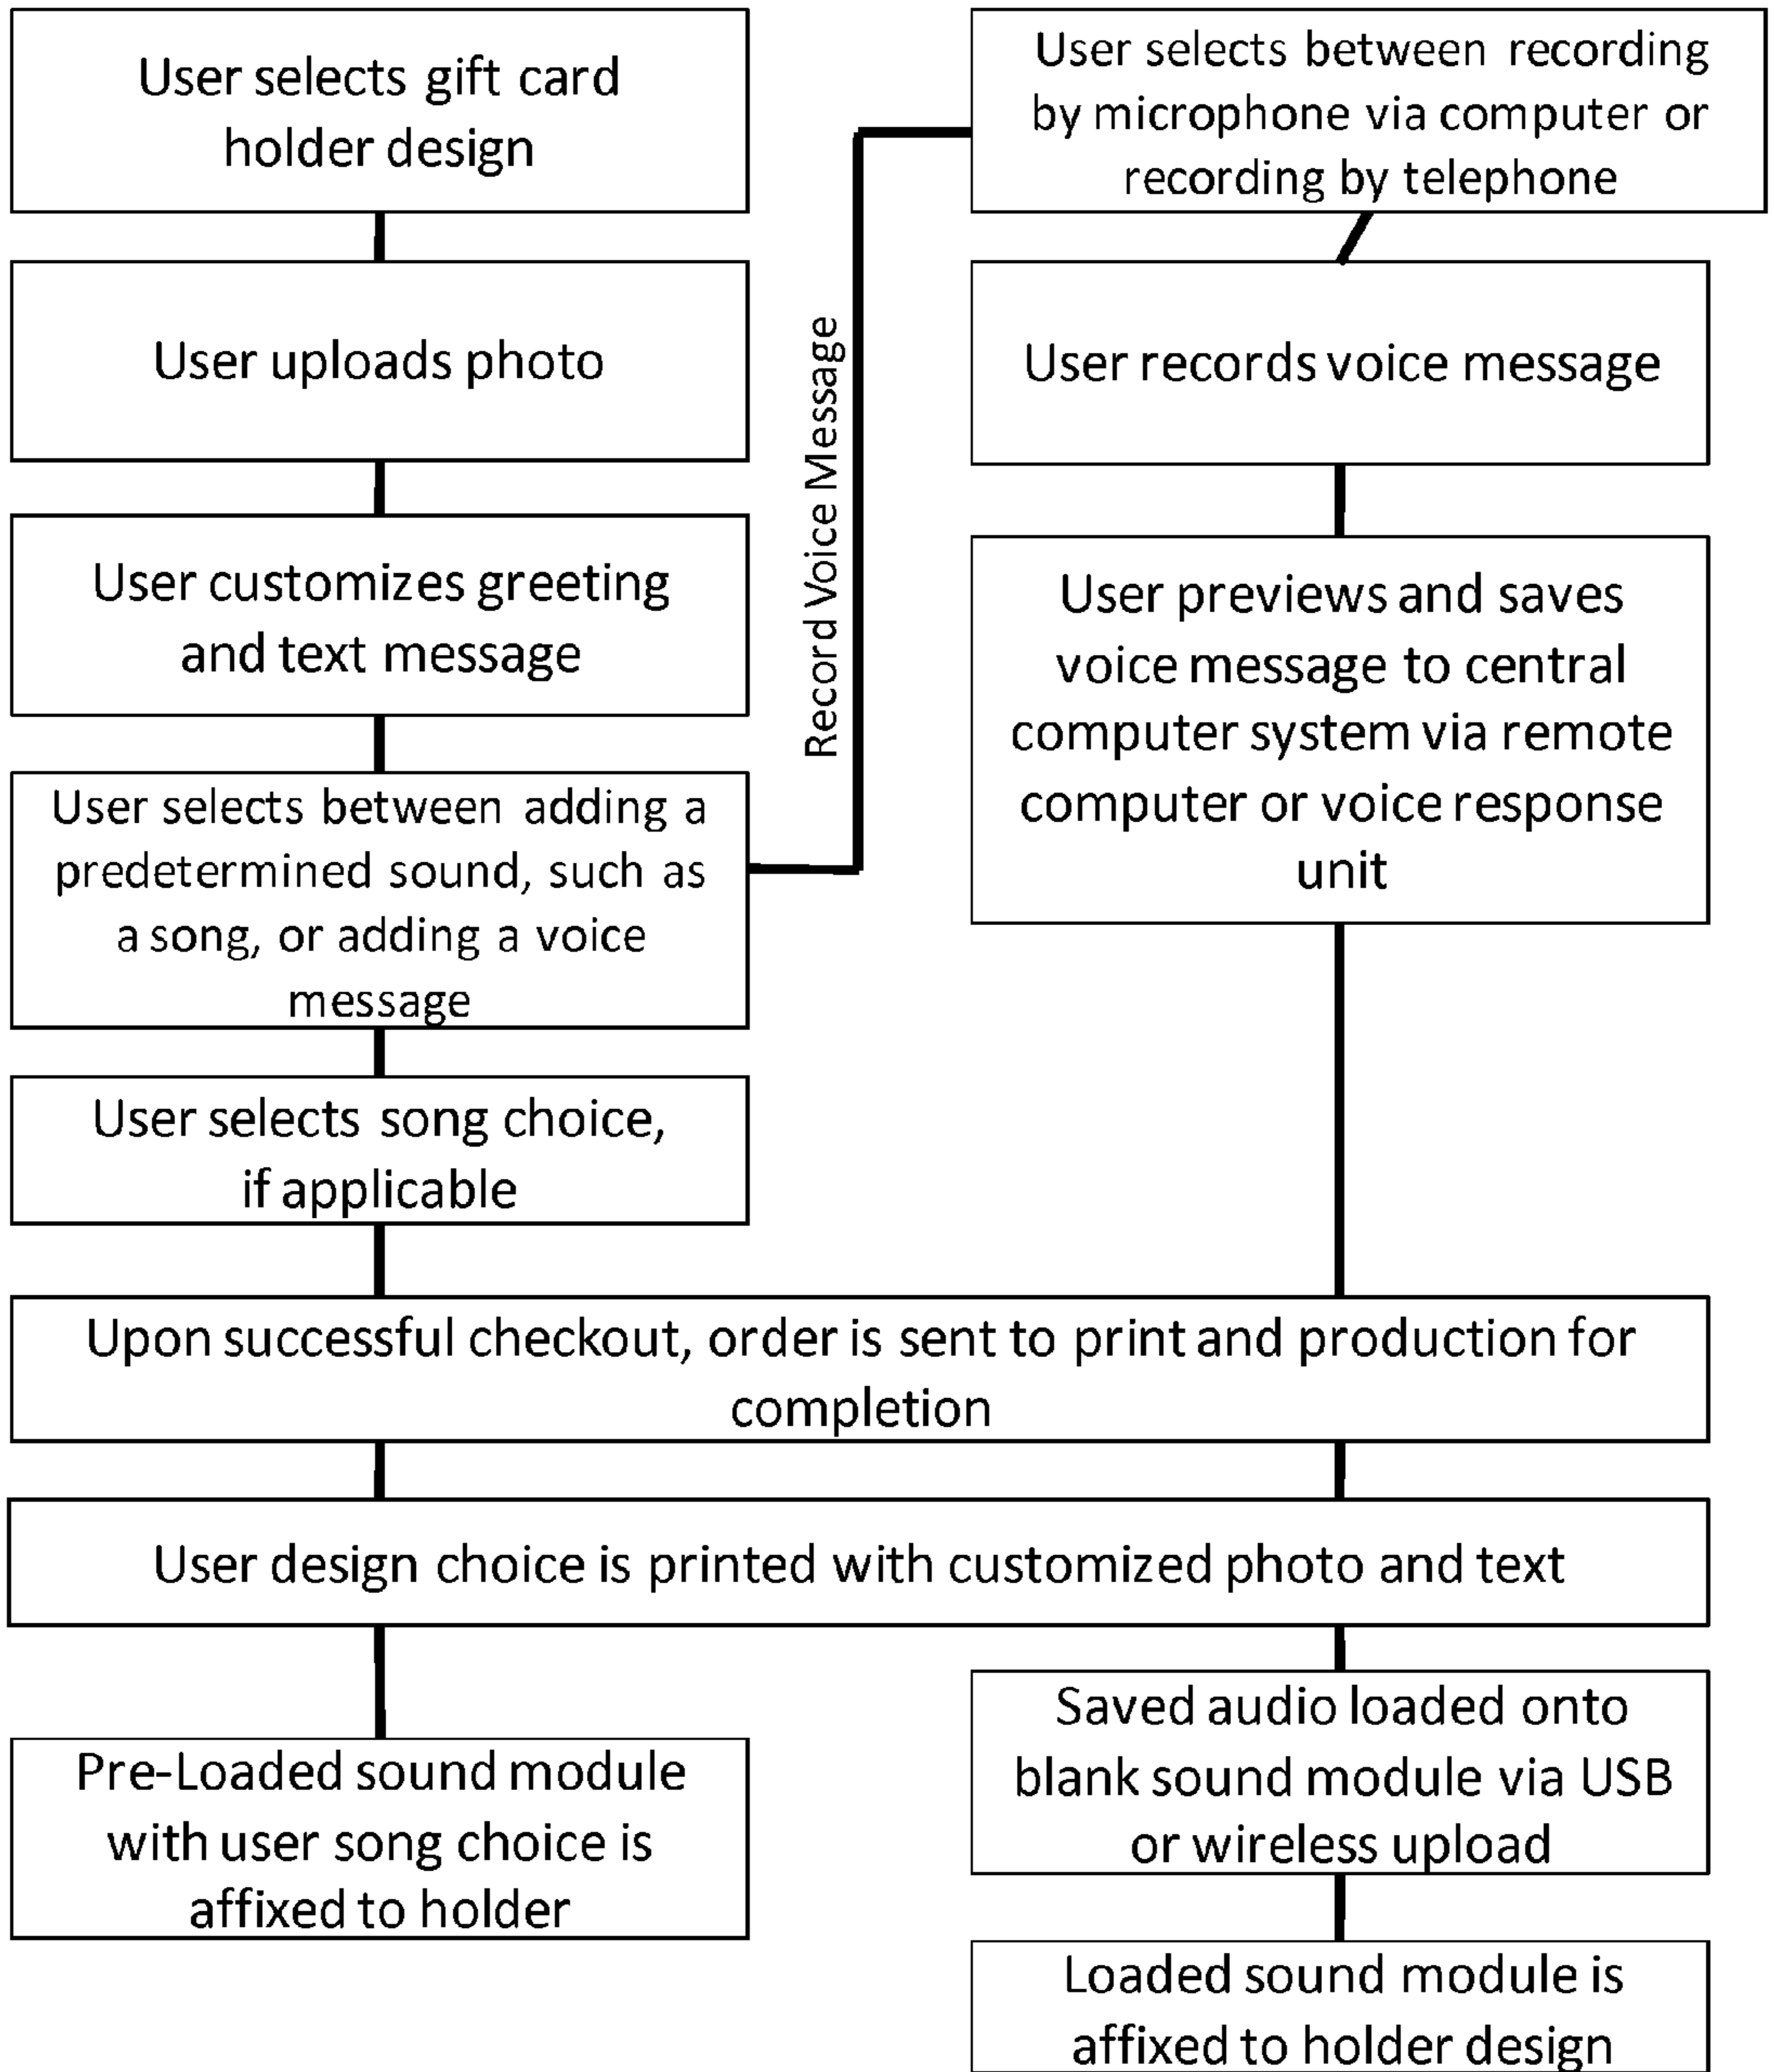 User selects gift card
holder design
User uploads photo
User customizes greeting
and text message
User selects between adding a
predetermined sound, such as
a song, or adding a voice
message
User selects song choice,
if applicable
Record Voice Message
User selects between recording
by microphone via computer or
recording by telephone
User records voice message
User previews and saves
voice message to central
computer system via remote
computer or voice response
unit
Upon successful checkout, order is sent to print and production for
completion
User design choice is printed with customized photo and text
Pre-Loaded sound module
with user song choice is
affixed to holder
Saved audio loaded onto
blank sound module via USB
or wireless upload
Loaded sound module is
affixed to holder design